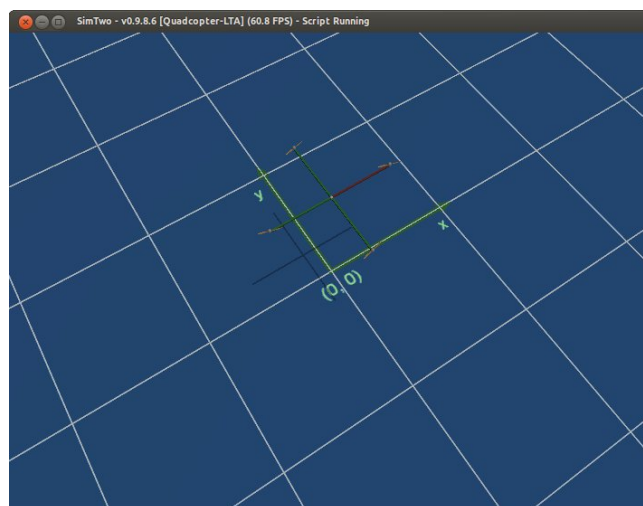 SimTwo - v0.9.8.6 [Quadcopter-LTA] (60.8 FPS) - Script Running
y
x
(0, 0)